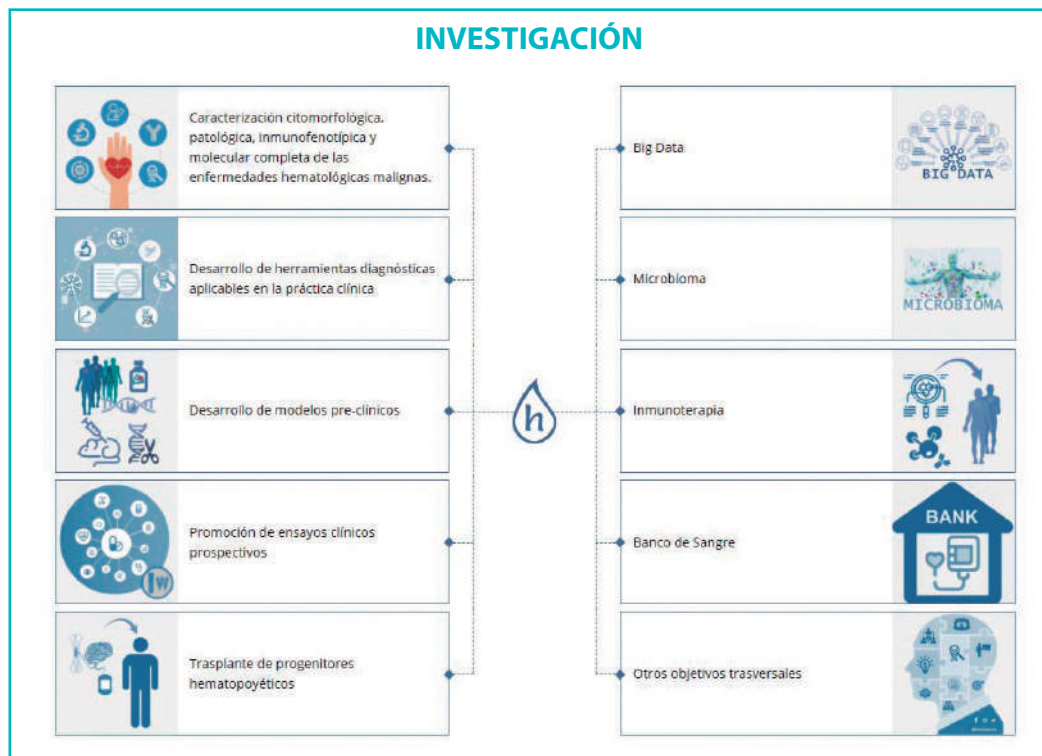 INVESTIGACIÓN
Caracterización citomorfológica,
patológica, inmunofenotípica y
molecular completa de las
enfermedades hematológicas malignas.
Desarrollo de herramientas diagnósticas
aplicables en la práctica clínica
Desarrollo de modelos pre-clínicos
Promoción de ensayos clínicos
prospectivos
Trasplante de progenitores
hematopoyéticos
h
Big Data
BIG DATA
Microbioma
MICROBIOMA
Inmunoterapia
Banco de Sangre
BANK
Otros objetivos trasversales